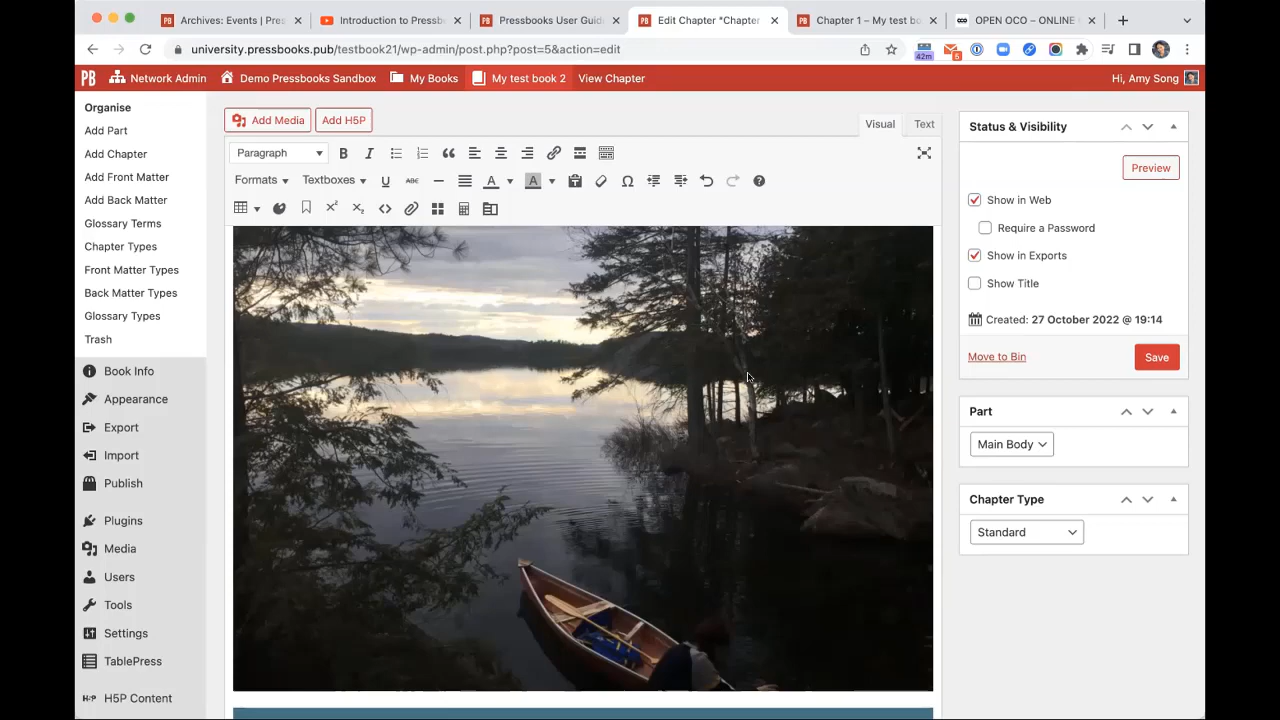 Archives: Events | Pres
Introduction to Pressb
Pressbooks User Guid
Edit Chapter "Chapter
Chapter 1 – My test bo
OPEN OCO – ONLINE
university.pressbooks.pub/testbook21/wp-admin/post.php?post=5&action=edit
42m
PB
Network Admin
Demo Pressbooks Sandbox
My Books
My test book 2
View Chapter
Hi, Amy Song
Organise
Add Part
Add Chapter
Add Front Matter
Add Back Matter
Glossary Terms
Chapter Types
Front Matter Types
Back Matter Types
Glossary Types
Trash
Book Info
Appearance
Export
Import
Publish
Plugins
Media
Users
Tools
Settings
TablePress
H5P Content
Add Media
Add H5P
Visual
Text
Paragraph
Formats
Textboxes
Status & Visibility
Preview
Show in Web
Require a Password
Show in Exports
Show Title
Created: 27 October 2022 @ 19:14
Move to Bin
Save
Part
Main Body
Chapter Type
Standard